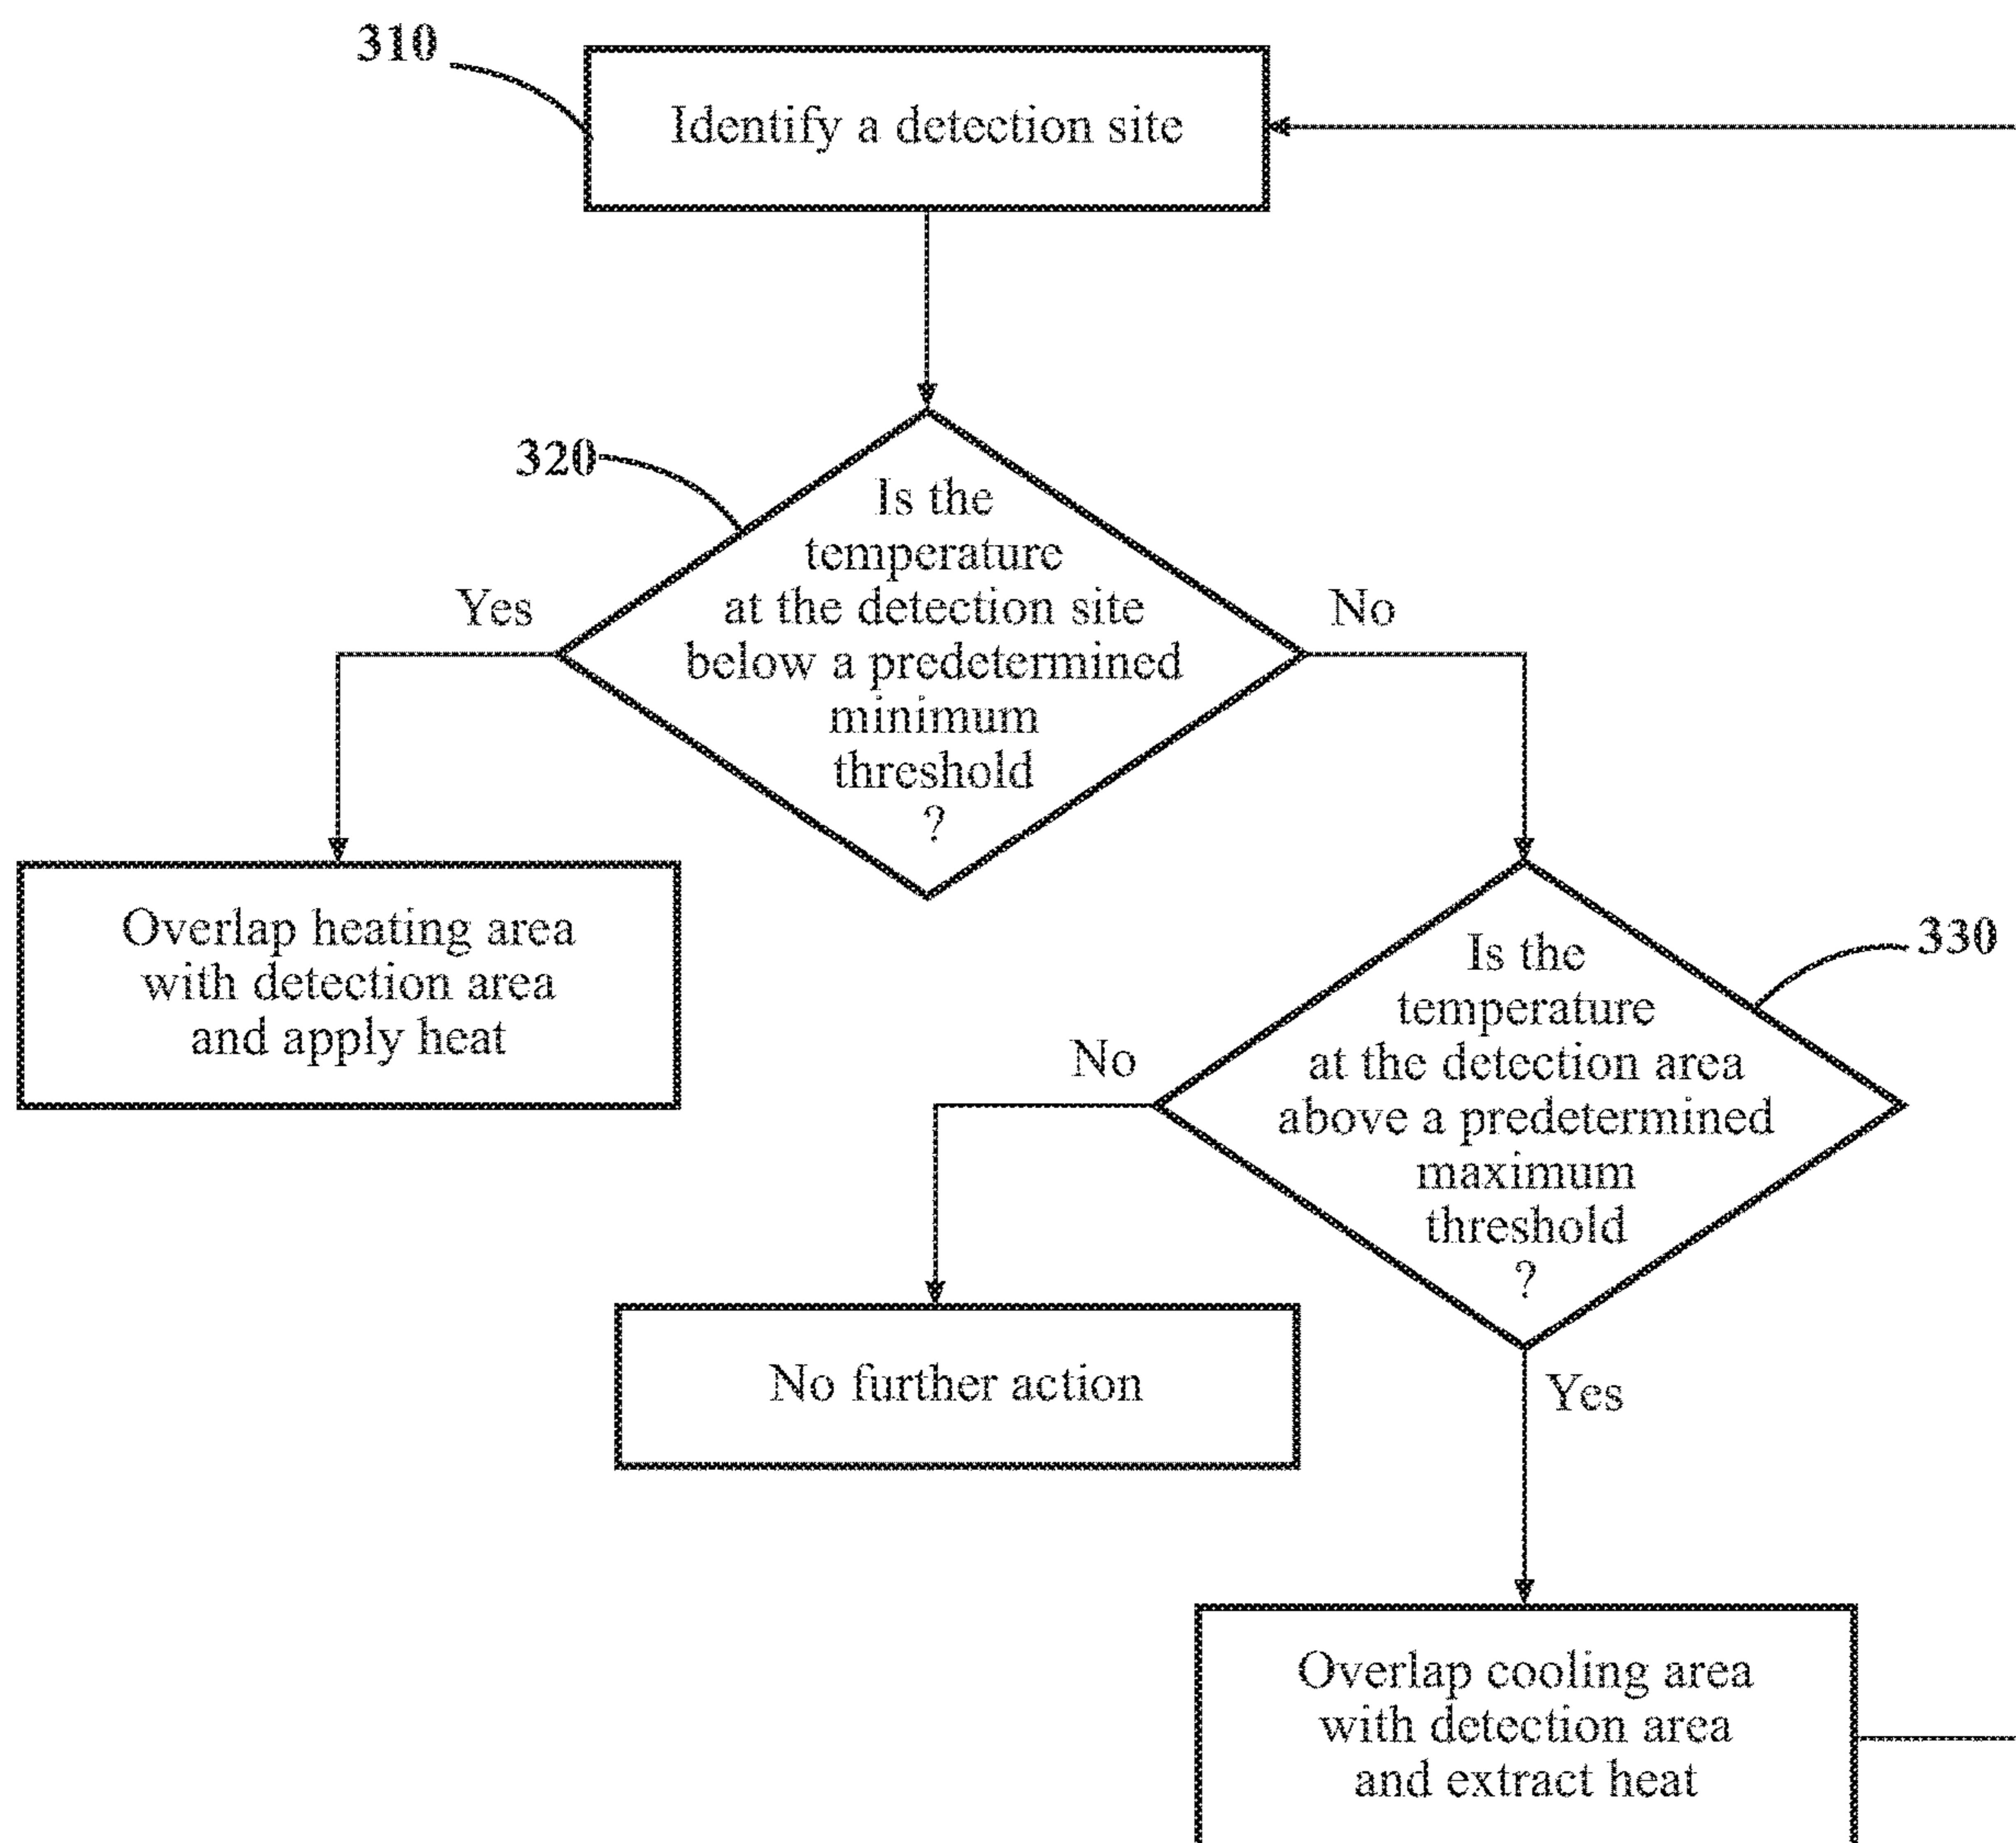 310
Identify a detection site
320
Is the
temperature
at the detection site
below a predetermined
minimum
threshold
?
Yes
No
Overlap heating area
with detection area
and apply heat
330
Is the
temperature
at the detection area
above a predetermined
maximum
threshold
?
No
Yes
No further action
Overlap cooling area
with detection area
and extract heat